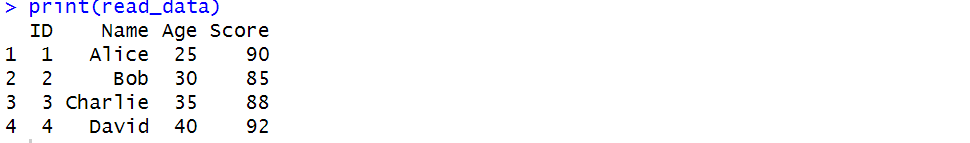 > print(read_data)
  ID    Name Age Score
1  1   Alice  25    90
2  2     Bob  30    85
3  3 Charlie  35    88
4  4   David  40    92